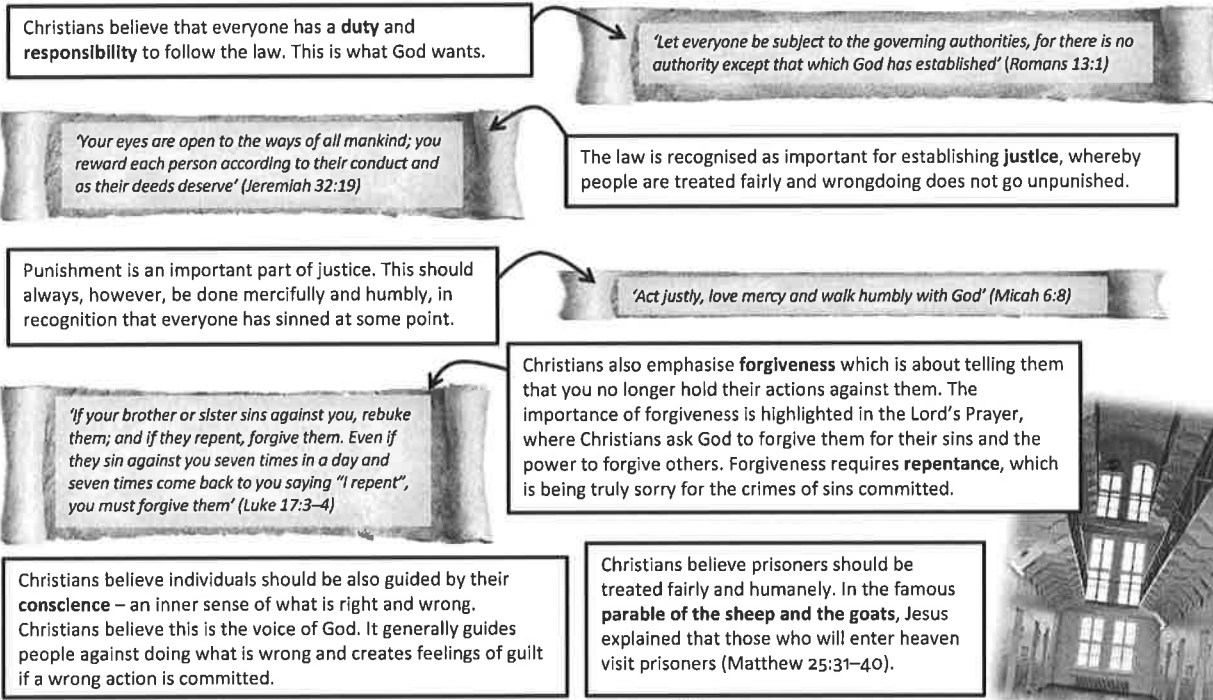 Christians believe that everyone has a duty and
responsibility to follow the law. This is what God wants.
'Let everyone be subject to the governing authorities, for there is no
authority except that which God has established' (Romans 13:1)
'Your eyes are open to the ways of all mankind; you
reward each person according to their conduct and
as their deeds deserve' (Jeremiah 32:19)
The law is recognised as important for establishing justice, whereby
people are treated fairly and wrongdoing does not go unpunished.
Punishment is an important part of justice. This should
always, however, be done mercifully and humbly, in
recognition that everyone has sinned at some point.
'Act justly, love mercy and walk humbly with God' (Micah 6:8)
Christians also emphasise forgiveness which is about telling them
that you no longer hold their actions against them. The
importance of forgiveness is highlighted in the Lord's Prayer,
where Christians ask God to forgive them for their sins and the
power to forgive others. Forgiveness requires repentance, which
is being truly sorry for the crimes of sins committed.
'If your brother or sister sins against you, rebuke
them; and if they repent, forgive them. Even if
they sin against you seven times in a day and
seven times come back to you saying "I repent",
you must forgive them' (Luke 17:3–4)
Christians believe individuals should be also guided by their
conscience – an inner sense of what is right and wrong.
Christians believe this is the voice of God. It generally guides
people against doing what is wrong and creates feelings of guilt
if a wrong action is committed.
Christians believe prisoners should be
treated fairly and humanely. In the famous
parable of the sheep and the goats, Jesus
explained that those who will enter heaven
visit prisoners (Matthew 25:31–40).